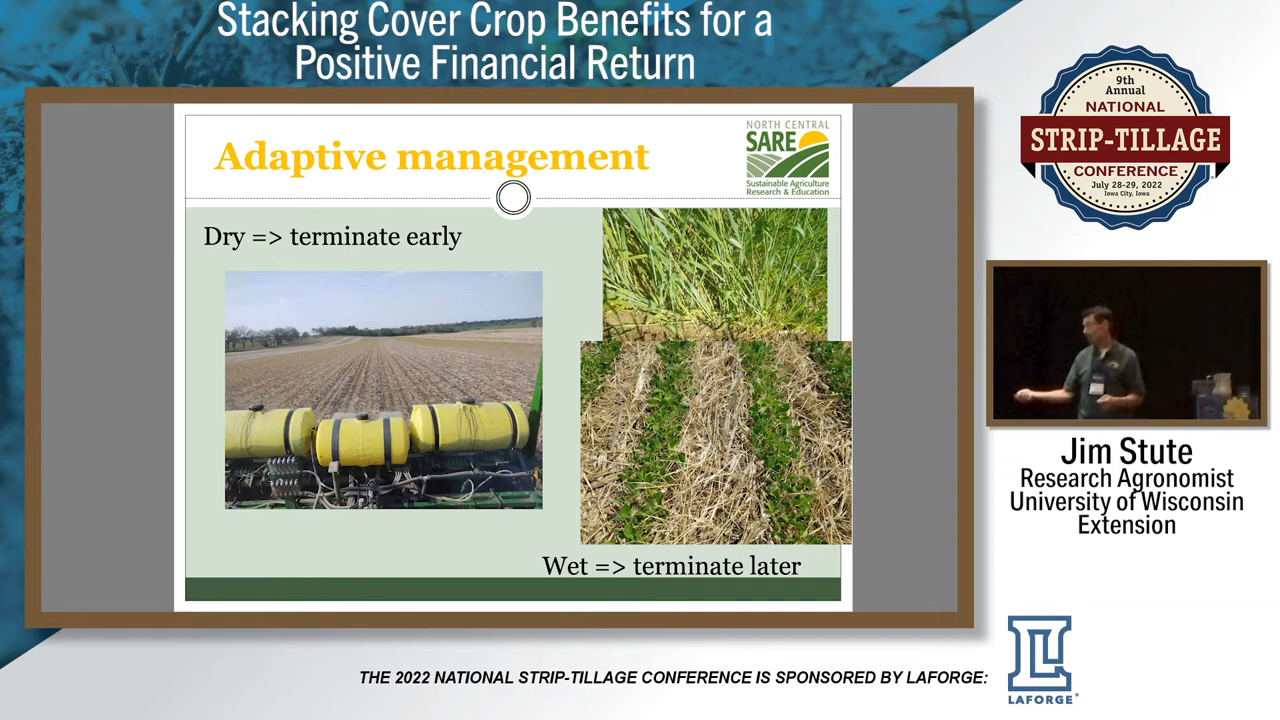 Stacking Cover Crop Benefits for a
Positive Financial Return
Adaptive management
NORTH CENTRAL
SARE
Sustainable Agriculture
Research & Education
Dry => terminate early
Wet => terminate later
9th
Annual
NATIONAL
STRIP-TILLAGE
CONFERENCE
July 28-29, 2022
Iowa City, Iowa
Jim Stute
Research Agronomist
University of Wisconsin
Extension
THE 2022 NATIONAL STRIP-TILLAGE CONFERENCE IS SPONSORED BY LAFORGE:
LAFORGE